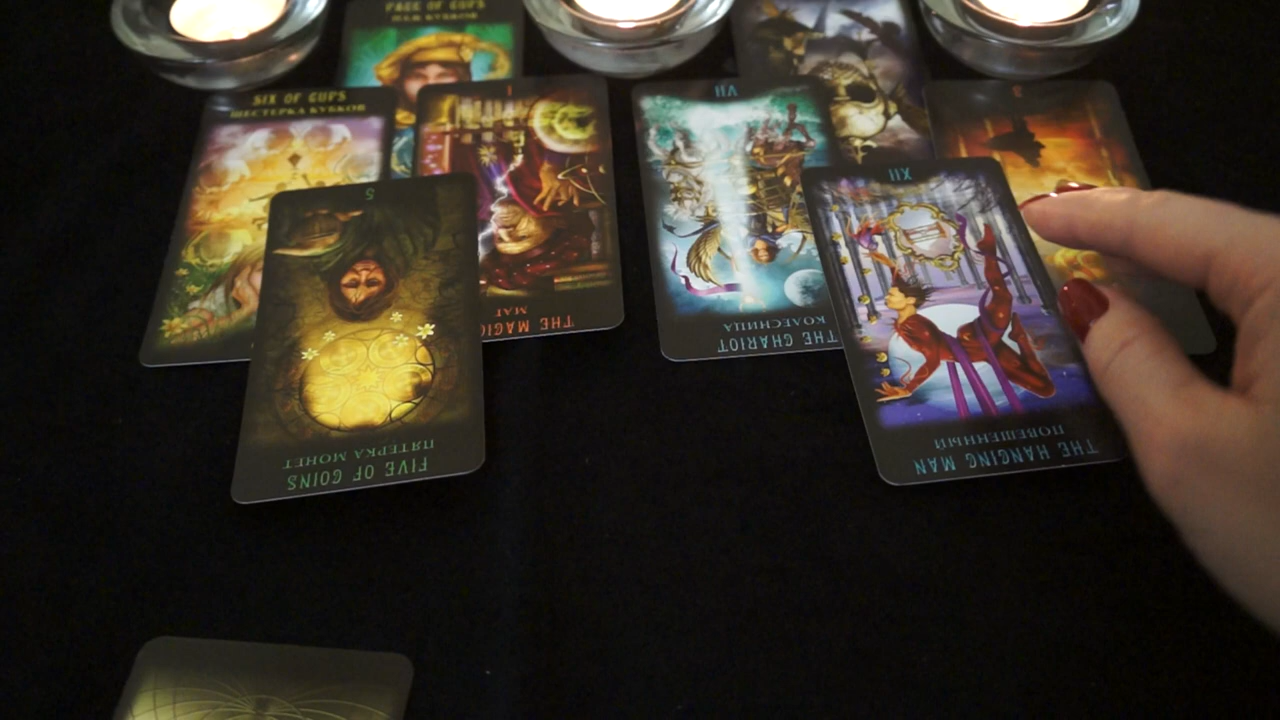 PAGE OF CUPS
ПАЖ КУБКОВ
SIX OF CUPS
ШЕСТЕРКА КУБКОВ
I
THE MAGIC
МАГ
5
FIVE OF COINS
ПЯТЕРКА МОНЕТ
VII
THE CHARIOT
КОЛЕСНИЦА
XII
THE HANGING MAN
ПОВЕШЕННЫЙ
3